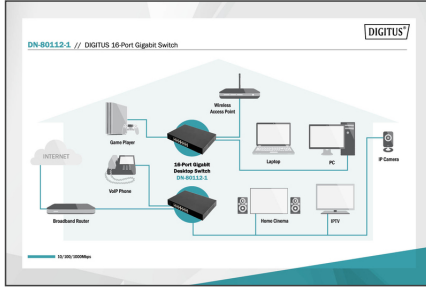 DIGITUS®
DN-80112-1 // DIGITUS 16-Port Gigabit Switch
Wireless
Access Point
Game Player
INTERNET
16-Port Gigabit
Desktop Switch
DN-80112-1
Laptop
PC
IP Camera
VoIP Phone
Broadband Router
Home Cinema
IPTV
10/100/1000Mbps